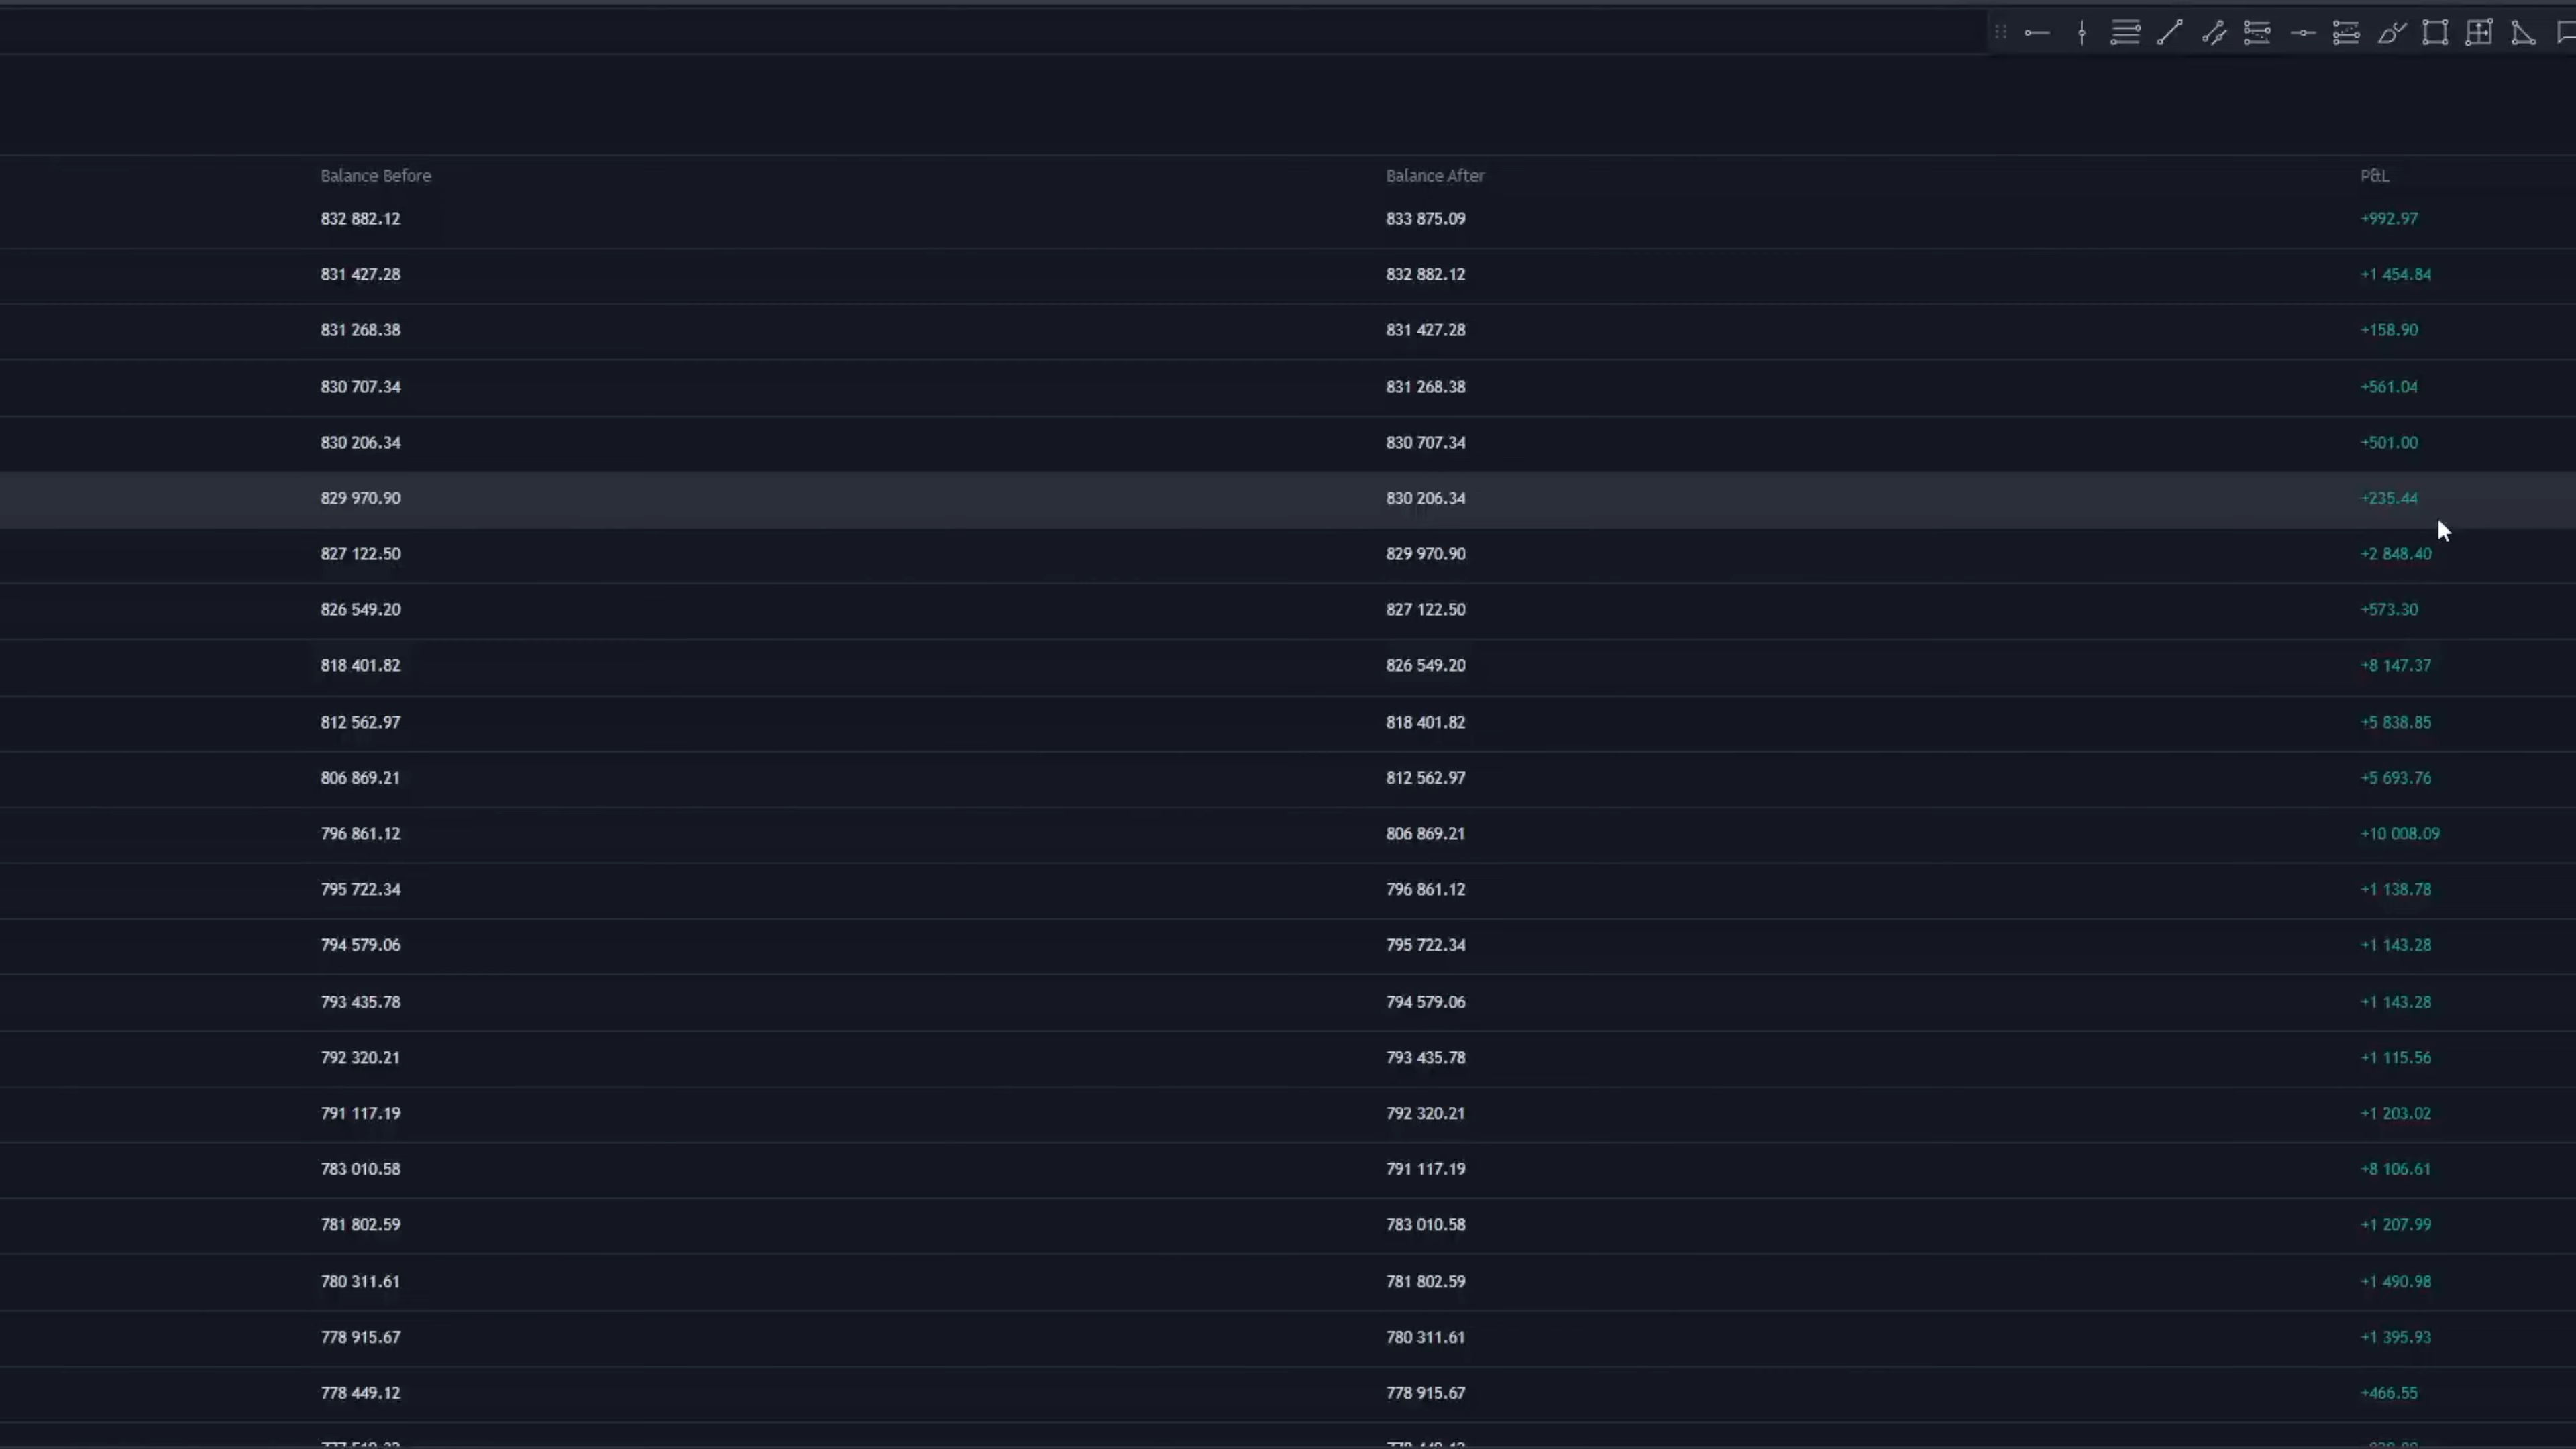 Balance Before Balance After P&L
832 882.12 833 875.09 +992.97
831 427.28 832 882.12 +1 454.84
831 268.38 831 427.28 +158.90
830 707.34 831 268.38 +561.04
830 206.34 830 707.34 +501.00
829 970.90 830 206.34 +235.44
827 122.50 829 970.90 +2 848.40
826 549.20 827 122.50 +573.30
818 401.82 826 549.20 +8 147.37
812 562.97 818 401.82 +5 838.85
806 869.21 812 562.97 +5 693.76
796 861.12 806 869.21 +10 008.09
795 722.34 796 861.12 +1 138.78
794 579.06 795 722.34 +1 143.28
793 435.78 794 579.06 +1 143.28
792 320.21 793 435.78 +1 115.56
791 117.19 792 320.21 +1 203.02
783 010.58 791 117.19 +8 106.61
781 802.59 783 010.58 +1 207.99
780 311.61 781 802.59 +1 490.98
778 915.67 780 311.61 +1 395.93
778 449.12 778 915.67 +466.55